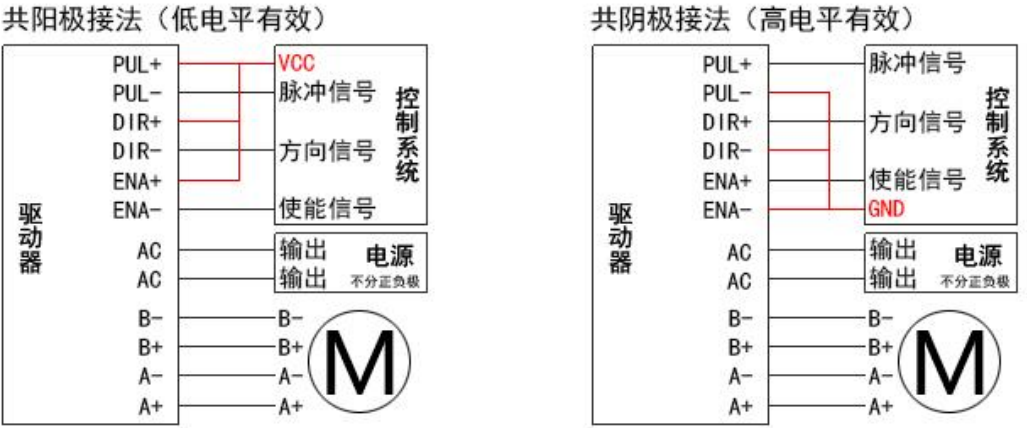 共阳极接法（低电平有效）
PUL+
VCC
PUL-
脉冲信号
DIR+
DIR-
方向信号
ENA+
ENA-
使能信号
控制系统
驱动器
AC
输出
AC
输出
电源
不分正负极
B-
B-
B+
B+
A-
A-
A+
A+
M
共阴极接法（高电平有效）
PUL+
脉冲信号
PUL-
DIR+
方向信号
DIR-
ENA+
使能信号
ENA-
GND
控制系统
驱动器
AC
输出
AC
输出
电源
不分正负极
B-
B-
B+
B+
A-
A-
A+
A+
M